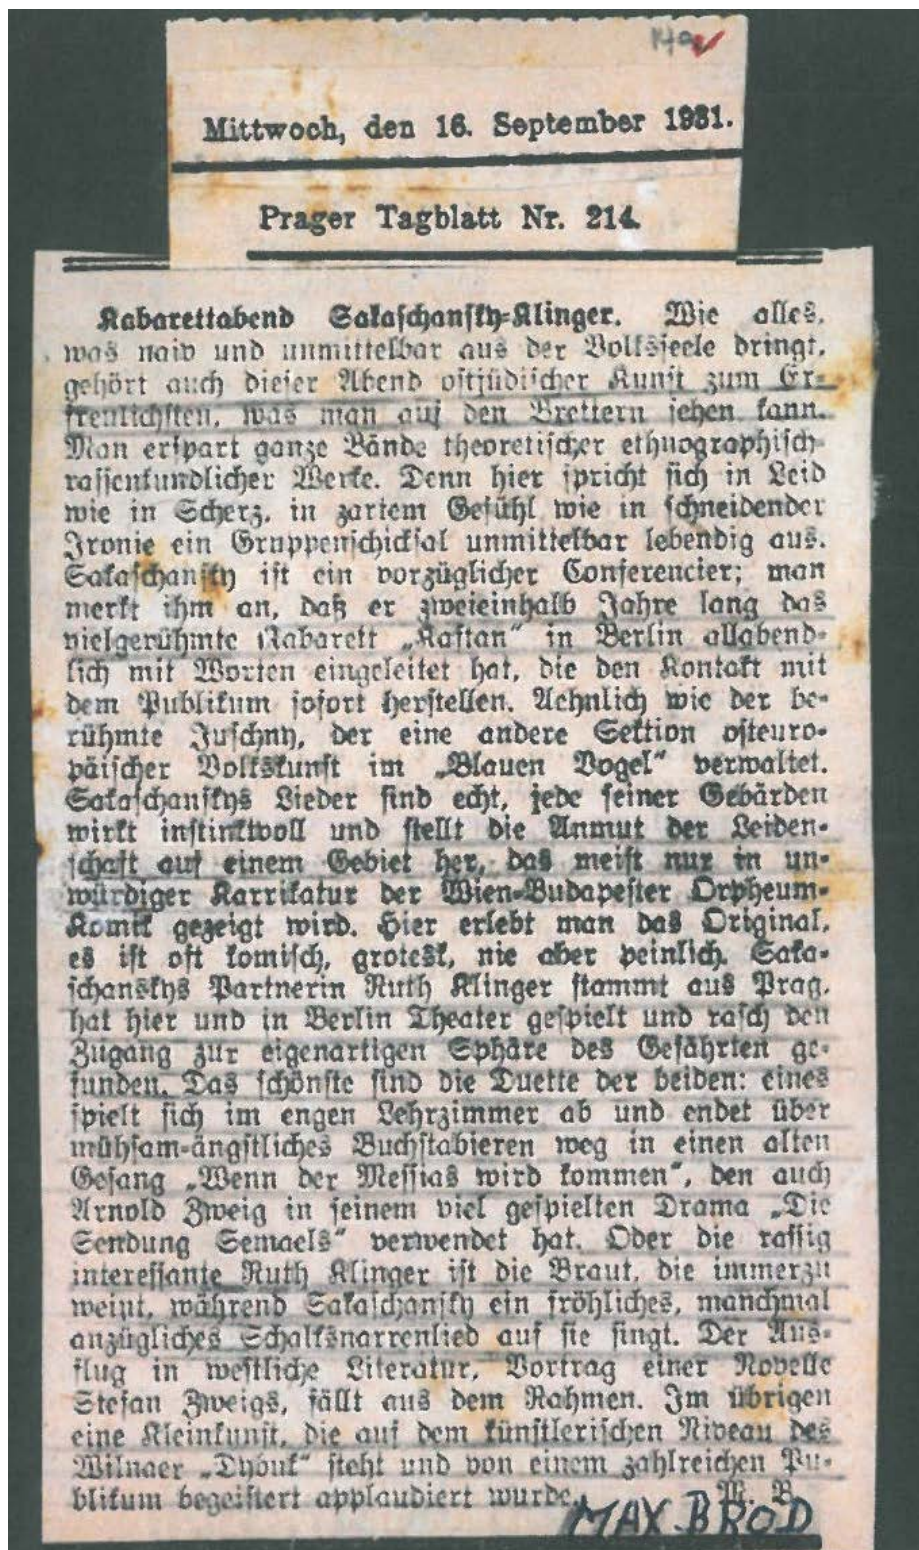 Mittwoch, den 16. September 1931.
Prager Tagblatt Nr. 214.
Kabarettabend Sakaschansky-Klinger. Wie alles,
was naiv und unmittelbar aus der Volksseele dringt,
gehört auch dieser Abend ostjüdischer Kunst zum Er-
freulichsten, was man auf den Brettern sehen kann.
Man erspart ganze Bände theoretischer ethnographisch-
rassenkundlicher Werke. Denn hier spricht sich in Leid
wie in Scherz, in zartem Gefühl wie in schneidender
Ironie ein Gruppenschicksal unmittelbar lebendig aus.
Sakaschansky ist ein vorzüglicher Conferencier; man
merkt ihm an, daß er zweieinhalb Jahre lang das
vielgerühmte Kabarett „Kaftan“ in Berlin allabend-
lich mit Worten eingeleitet hat, die den Kontakt mit
dem Publikum sofort herstellen. Aehnlich wie der be-
rühmte Juschny, der eine andere Sektion osteuro-
päischer Volkskunst im „Blauen Vogel“ verwaltet.
Sakaschanskys Lieder sind echt, jede seiner Gebärden
wirkt instinktvoll und stellt die Anmut der Leiden-
schaft auf einem Gebiet her, das meist nur in un-
würdiger Karrikatur der Wien-Budapester Orpheum-
Komik gezeigt wird. Hier erlebt man das Original,
es ist oft komisch, grotesk, nie aber peinlich. Saka-
schanskys Partnerin Ruth Klinger stammt aus Prag,
hat hier und in Berlin Theater gespielt und rasch den
Zugang zur eigenartigen Sphäre des Gefährten ge-
funden. Das schönste sind die Duette der beiden: eines
spielt sich im engen Lehrzimmer ab und endet über
mühsam-ängstliches Buchstabieren weg in einen alten
Gesang „Wenn der Messias wird kommen“, den auch
Arnold Zweig in seinem viel gespielten Drama „Die
Sendung Semaels“ verwendet hat. Oder die rassig
interessante Ruth Klinger ist die Braut, die immerzu
weint, während Sakaschansky ein fröhliches, manchmal
anzügliches Schalksnarrenlied auf sie singt. Der Aus-
flug in westliche Literatur, Vortrag einer Novelle
Stefan Zweigs, fällt aus dem Rahmen. Im übrigen
eine Kleinkunst, die auf dem künstlerischen Niveau des
Wilnaer „Dybuk“ steht und von einem zahlreichen Pu-
blikum begeistert applaudiert wurde. M. B.
MAX BROD